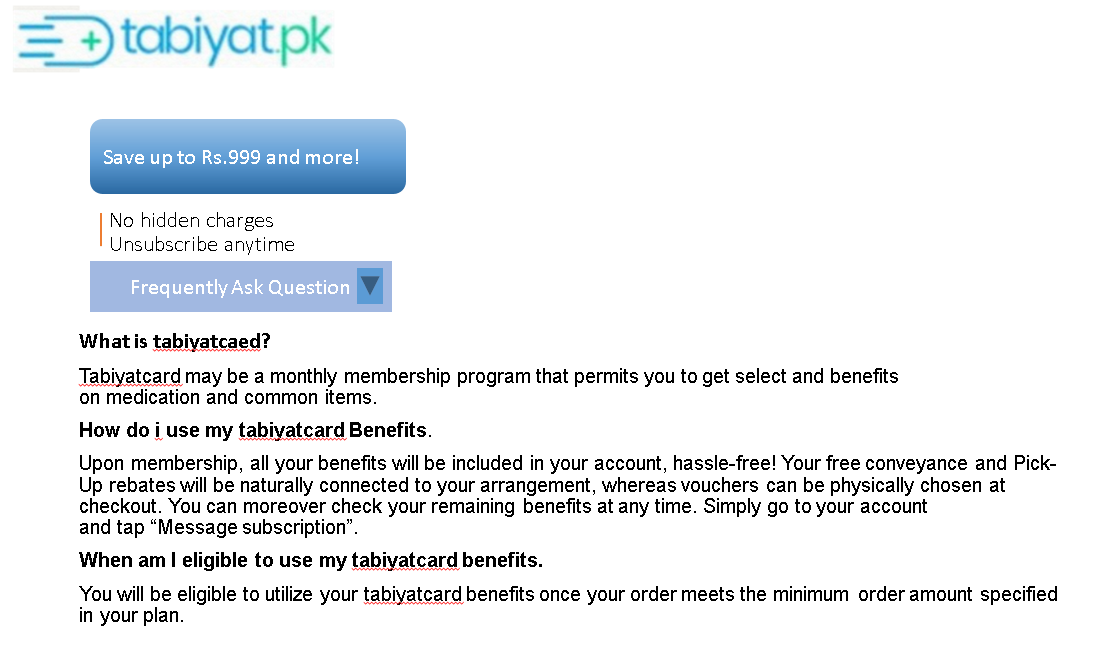 tabiyat.pk
Save up to Rs.999 and more!
No hidden charges
Unsubscribe anytime
Frequently Ask Question
What is tabiyatcaed?
Tabiyatcard may be a monthly membership program that permits you to get select and benefits
on medication and common items.
How do i use my tabiyatcard Benefits.
Upon membership, all your benefits will be included in your account, hassle-free! Your free conveyance and Pick-
Up rebates will be naturally connected to your arrangement, whereas vouchers can be physically chosen at
checkout. You can moreover check your remaining benefits at any time. Simply go to your account
and tap “Message subscription”.
When am I eligible to use my tabiyatcard benefits.
You will be eligible to utilize your tabiyatcard benefits once your order meets the minimum order amount specified
in your plan.